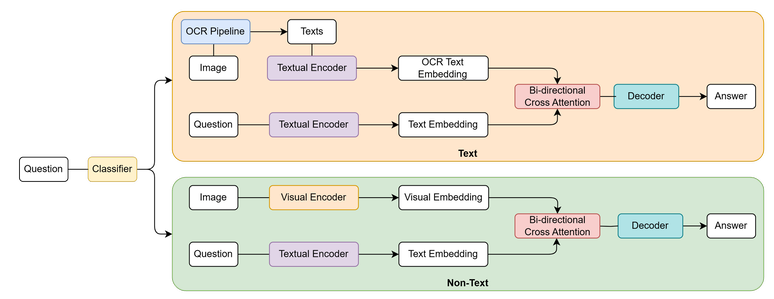 OCR Pipeline
Texts
Image
Textual Encoder
OCR Text
Embedding
Bi-directional
Cross Attention
Decoder
Answer
Question
Textual Encoder
Text Embedding
Text
Question
Classifier
Image
Visual Encoder
Visual Embedding
Bi-directional
Cross Attention
Decoder
Answer
Question
Textual Encoder
Text Embedding
Non-Text